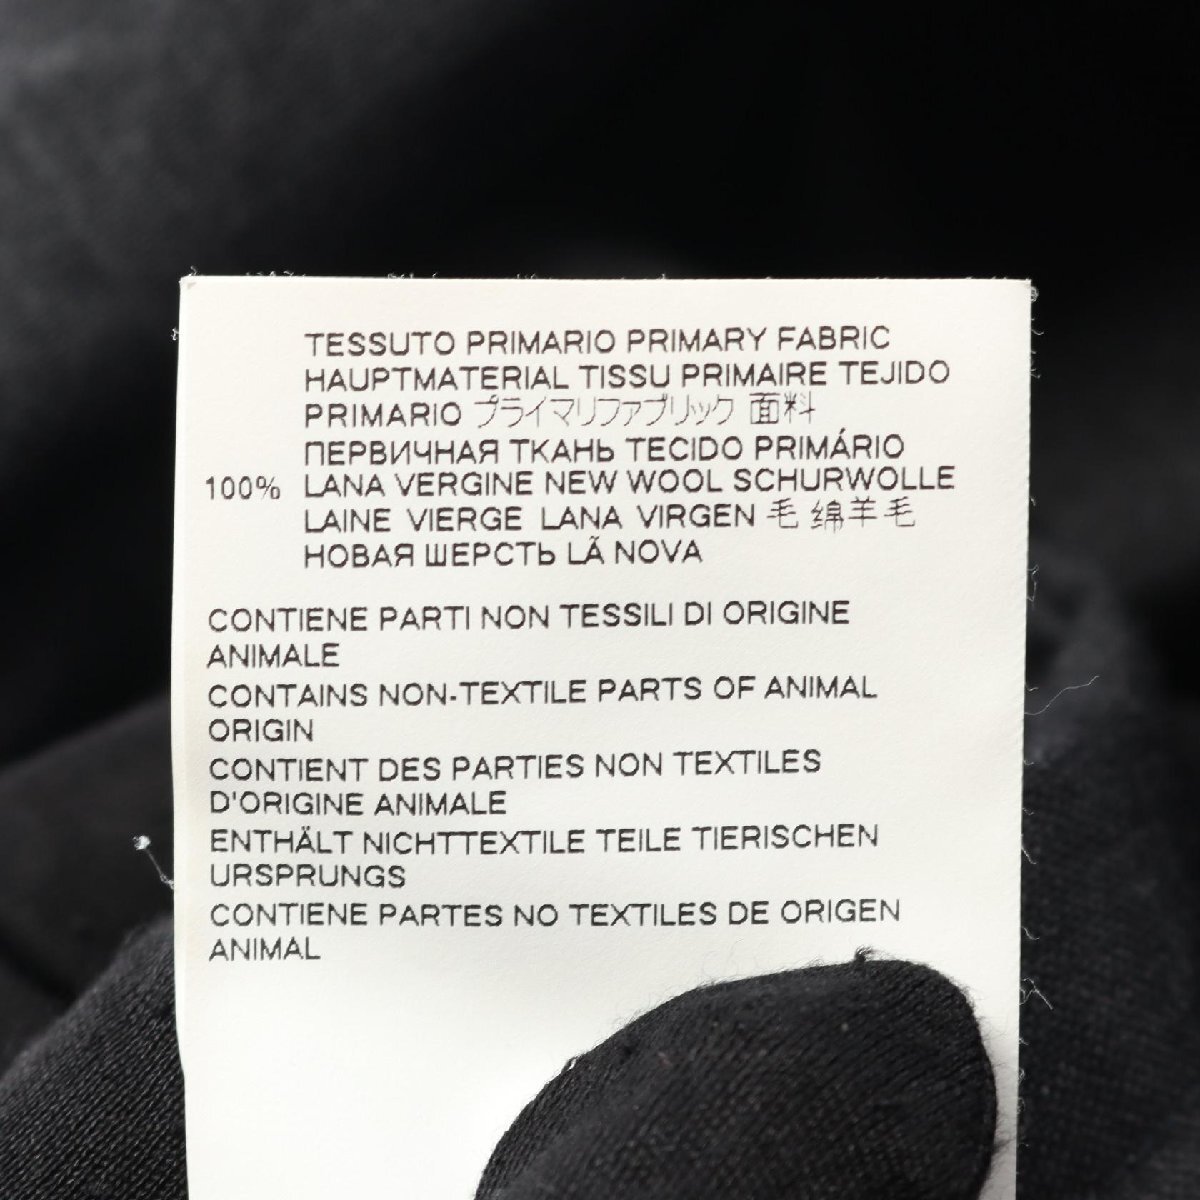 TESSUTO PRIMARIO PRIMARY FABRIC
HAUPTMATERIAL TISSU PRIMAIRE TEJIDO
PRIMARIO プライマリファブリック 面料
ПЕРВИЧНАЯ ТКАНЬ TECIDO PRIMÁRIO
100% LANA VERGINE NEW WOOL SCHURWOLLE
LAINE VIERGE LANA VIRGEN 毛 绵羊毛
НОВАЯ ШЕРСТЬ LÃ NOVA
CONTIENE PARTI NON TESSILI DI ORIGINE
ANIMALE
CONTAINS NON-TEXTILE PARTS OF ANIMAL
ORIGIN
CONTIENT DES PARTIES NON TEXTILES
D'ORIGINE ANIMALE
ENTHÄLT NICHTTEXTILE TEILE TIERISCHEN
URSPRUNGS
CONTIENE PARTES NO TEXTILES DE ORIGEN
ANIMAL